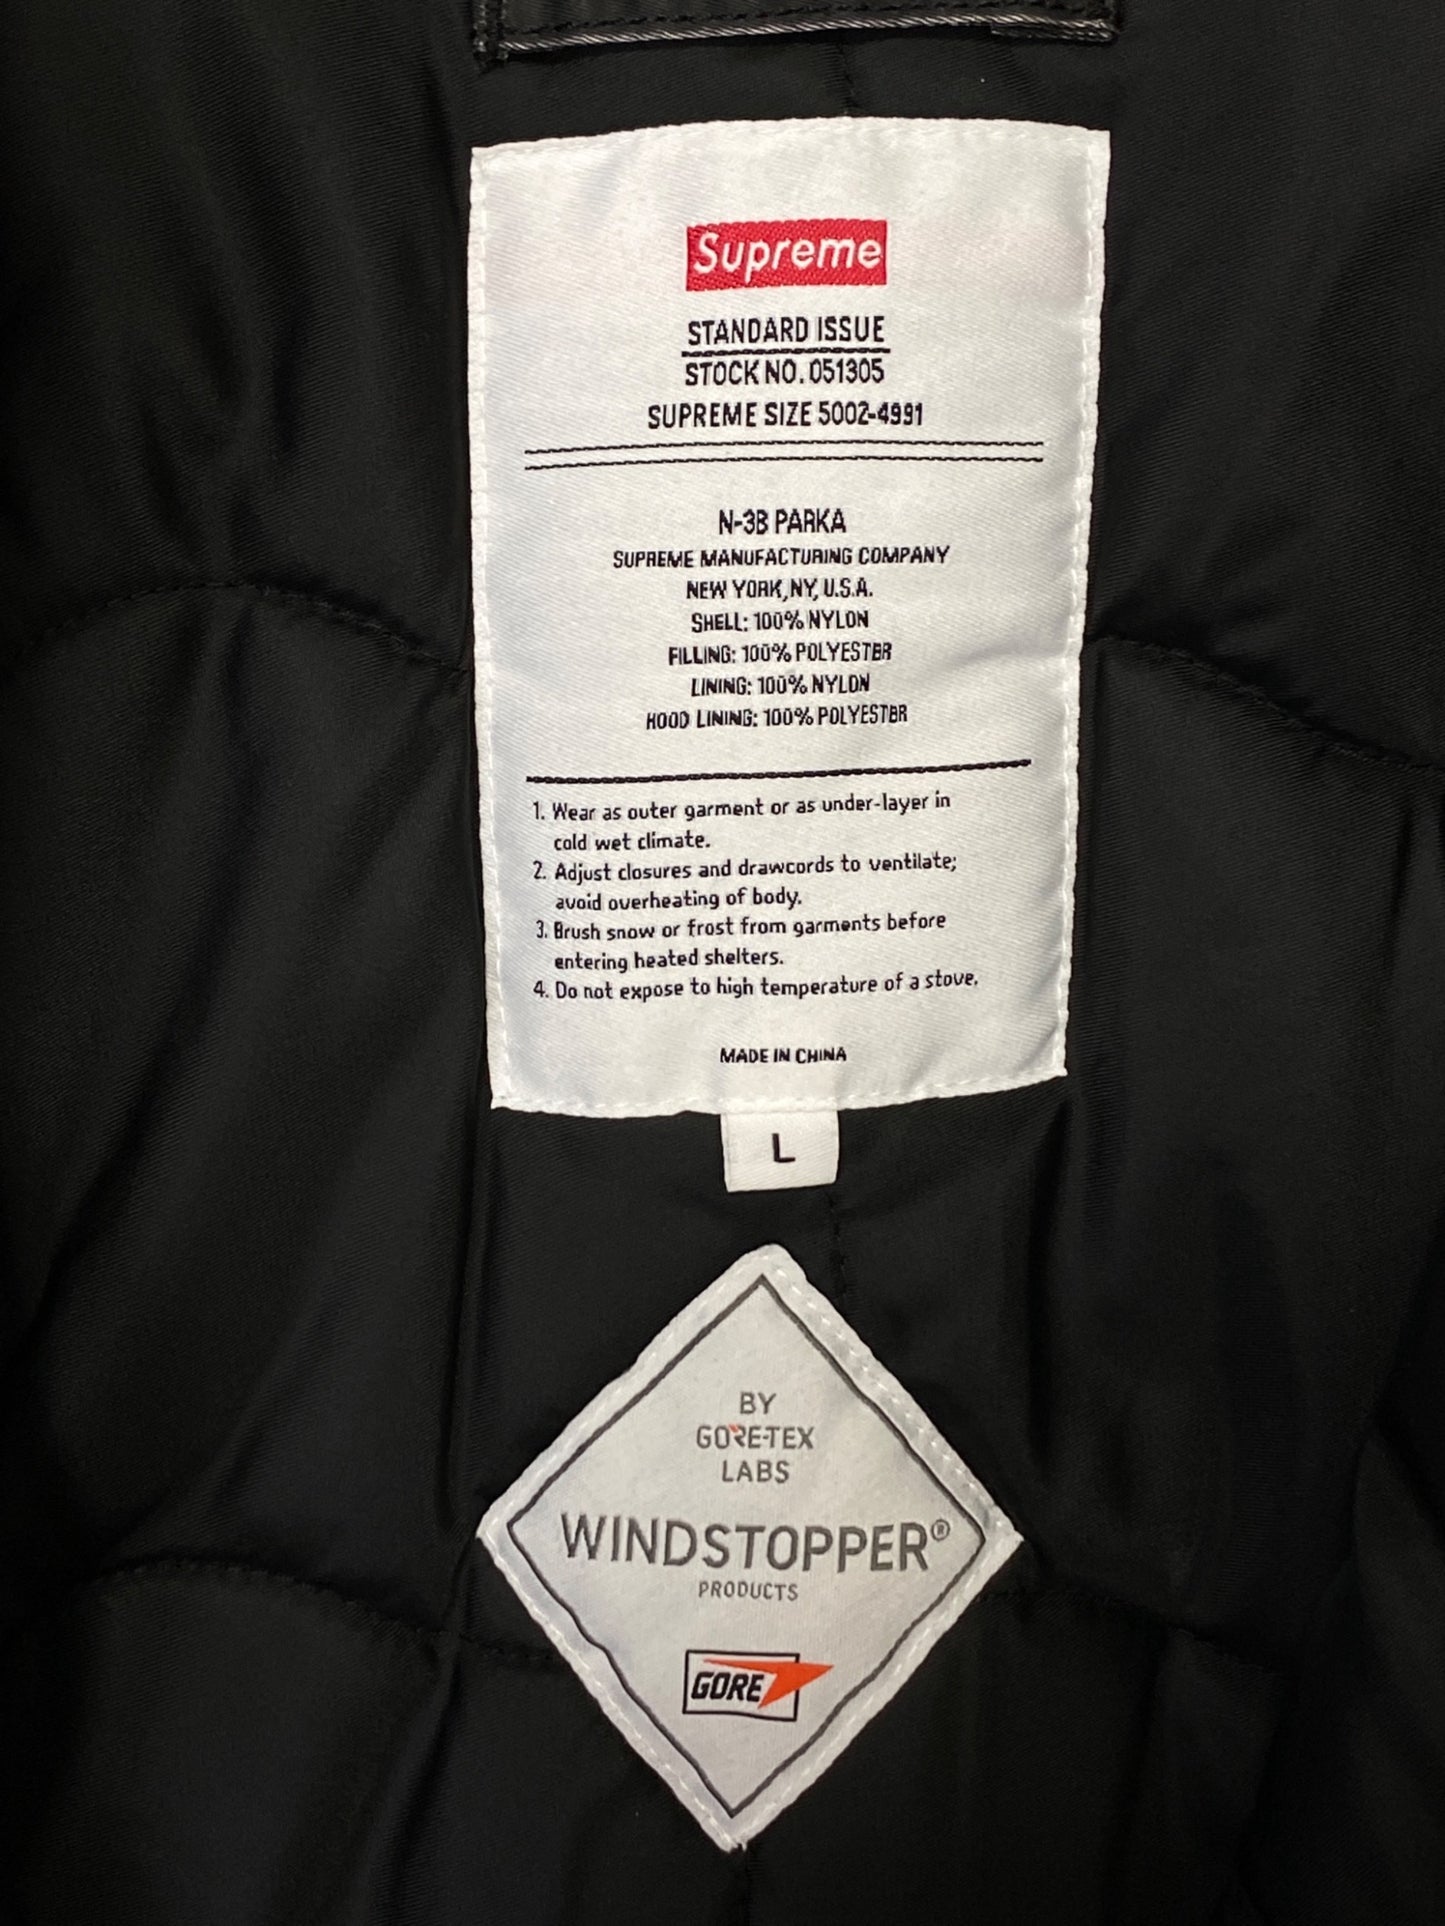 Supreme
STANDARD ISSUE
STOCK NO. 051305
SUPREME SIZE 5002-4991
N-3B PARKA
SUPREME MANUFACTURING COMPANY
NEW YORK, NY, U.S.A.
SHELL: 100% NYLON
FILLING: 100% POLYESTER
LINING: 100% NYLON
HOOD LINING: 100% POLYESTER
1. Wear as outer garment or as under-layer in
cold wet climate.
2. Adjust closures and drawcords to ventilate;
avoid overheating of body.
3. Brush snow or frost from garments before
entering heated shelters.
4. Do not expose to high temperature of a stove.
MADE IN CHINA
L
BY
GORE-TEX
LABS
WINDSTOPPER®
PRODUCTS
GORE